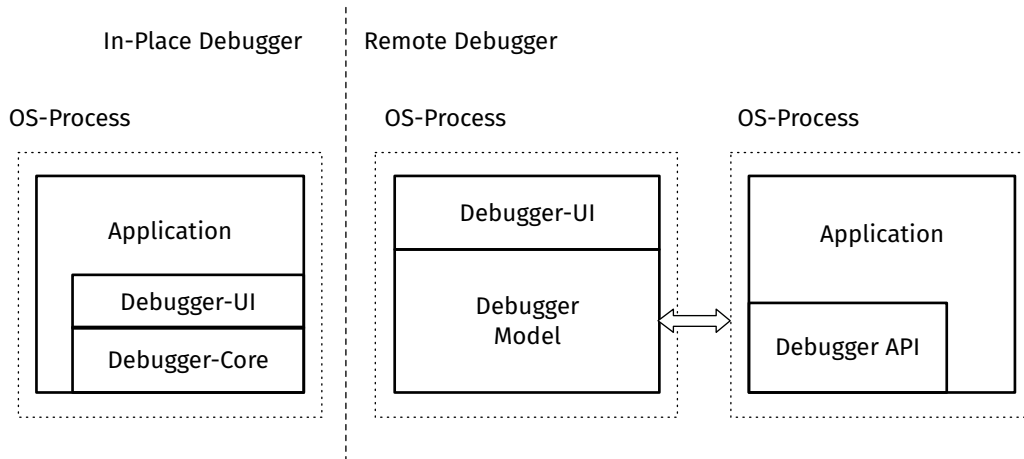 In-Place Debugger
Remote Debugger
OS-Process
Application
Debugger-UI
Debugger-Core
OS-Process
Debugger-UI
Debugger
Model
OS-Process
Application
Debugger API